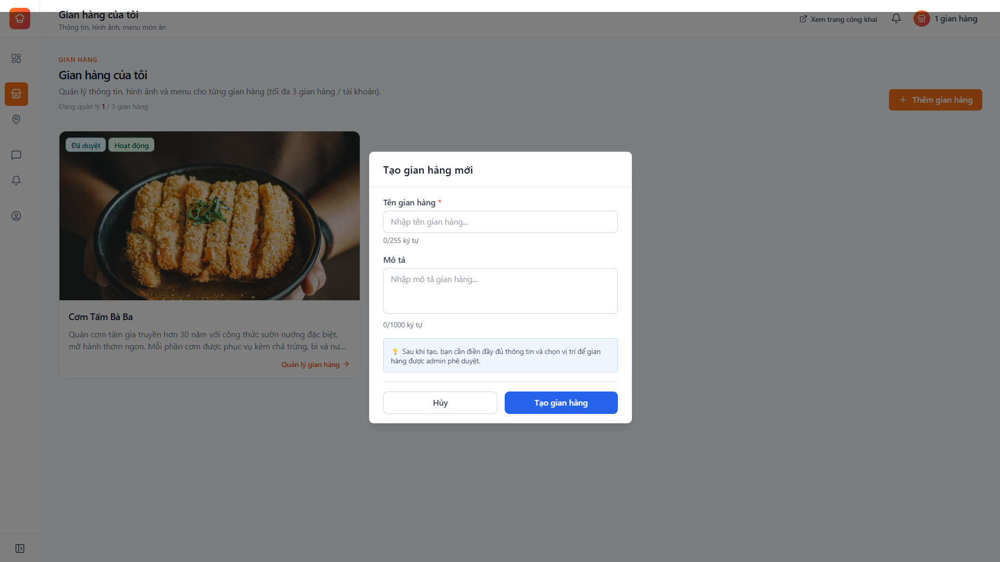 Gian hàng của tôi
Thông tin, hình ảnh, menu món ăn
Xem trang công khai
1 gian hàng
GIAN HÀNG
Gian hàng của tôi
Quản lý thông tin, hình ảnh và menu cho từng gian hàng (tối đa 3 gian hàng / tài khoản).
Đang quản lý 1 / 3 gian hàng
Thêm gian hàng
Đã duyệt
Hoạt động
Cơm Tấm Bà Ba
Quán cơm tấm gia truyền hơn 30 năm với công thức sườn nướng đặc biệt,
mỡ hành thơm ngon. Mỗi phần cơm được phục vụ kèm chả trứng, bì và nư...
Quản lý gian hàng →
Tạo gian hàng mới
Tên gian hàng *
Nhập tên gian hàng...
0/255 ký tự
Mô tả
Nhập mô tả gian hàng...
0/1000 ký tự
💡 Sau khi tạo, bạn cần điền đầy đủ thông tin và chọn vị trí để gian
hàng được admin phê duyệt.
Hủy
Tạo gian hàng